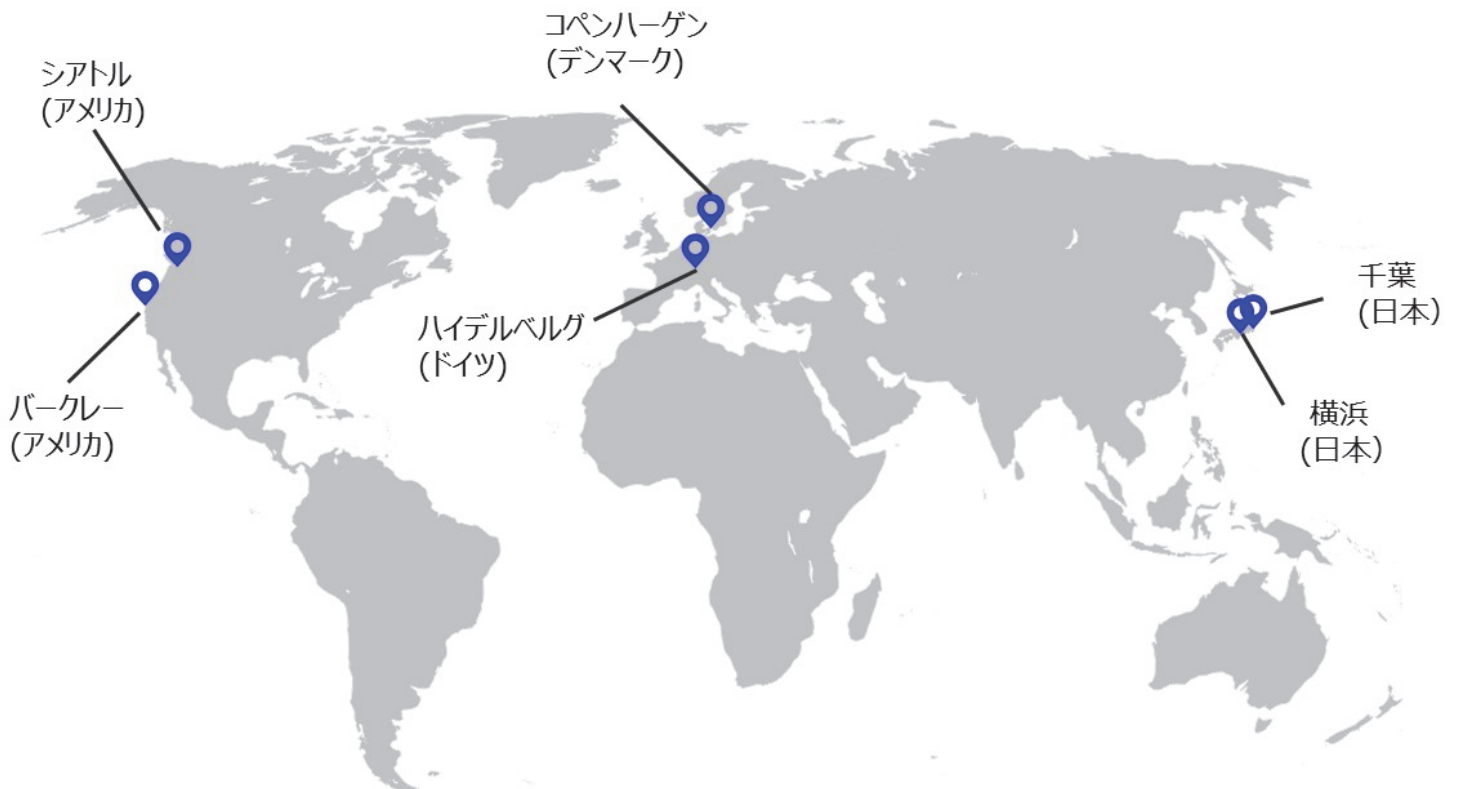 コペンハーゲン
(デンマーク)
シアトル
(アメリカ)
千葉
(日本)
ハイデルベルグ
(ドイツ)
バークレー
(アメリカ)
横浜
(日本)